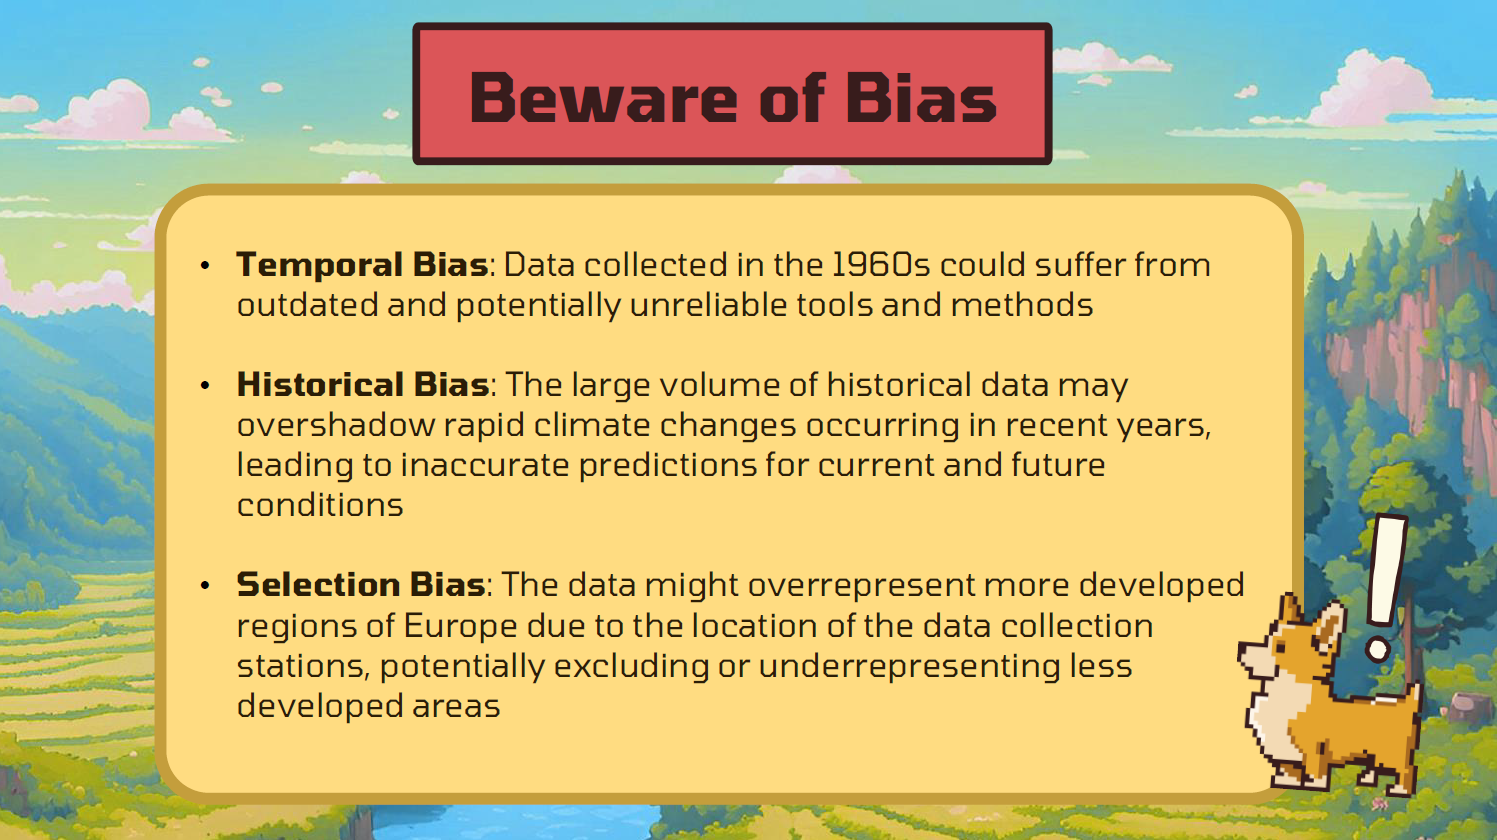 Beware of Bias
• Temporal Bias: Data collected in the 1960s could suffer from
outdated and potentially unreliable tools and methods
• Historical Bias: The large volume of historical data may
overshadow rapid climate changes occurring in recent years,
leading to inaccurate predictions for current and future
conditions
• Selection Bias: The data might overrepresent more developed
regions of Europe due to the location of the data collection
stations, potentially excluding or underrepresenting less
developed areas
!